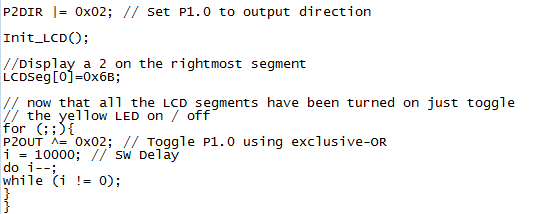 P2DIR |= 0x02; // Set P1.0 to output direction
Init_LCD();
//Display a 2 on the rightmost segment
LCDSeg[0]=0x6B;
// now that all the LCD segments have been turned on just toggle
// the yellow LED on / off
for (;;){
P2OUT ^= 0x02; // Toggle P1.0 using exclusive-OR
i = 10000; // SW Delay
do i--;
while (i != 0);
}
}